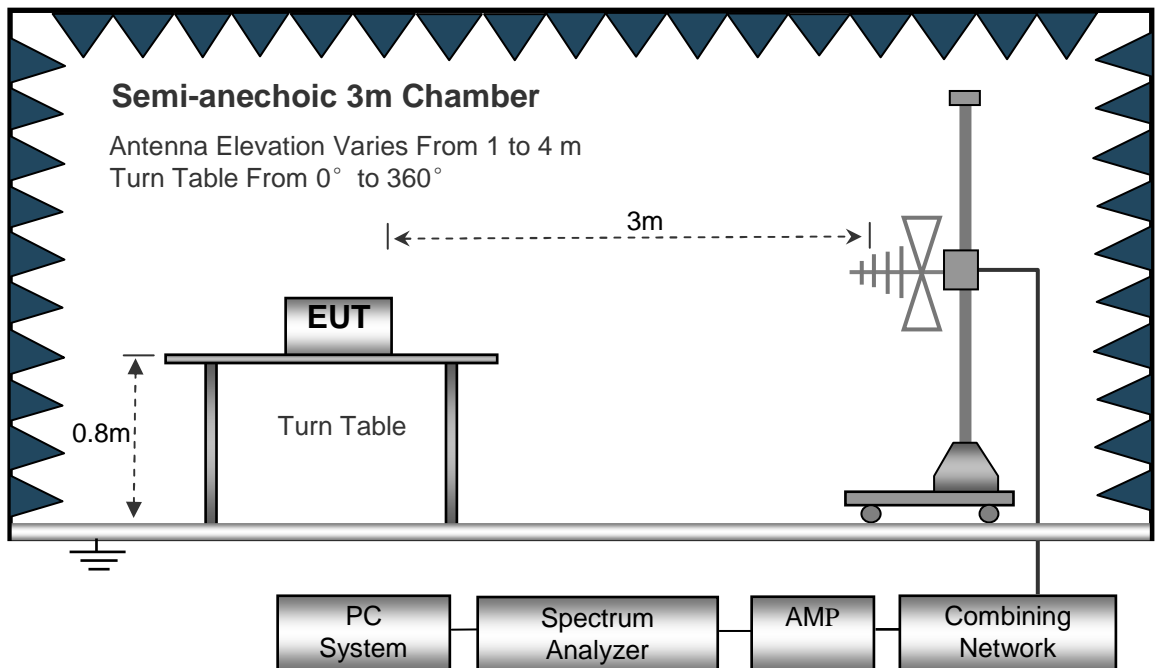 Semi-anechoic 3m Chamber
Antenna Elevation Varies From 1 to 4 m
Turn Table From 0° to 360°
3m
EUT
0.8m
Turn Table
PC
System
Spectrum
Analyzer
AMP
Combining
Network